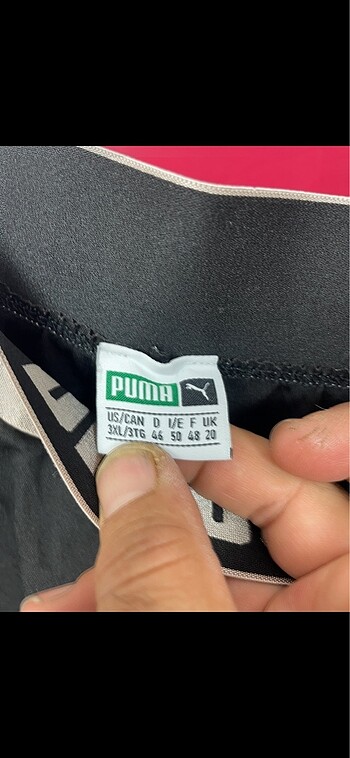 PUMA
US/CAN D I/E F UK
3XL/3TG 46 50 48 20